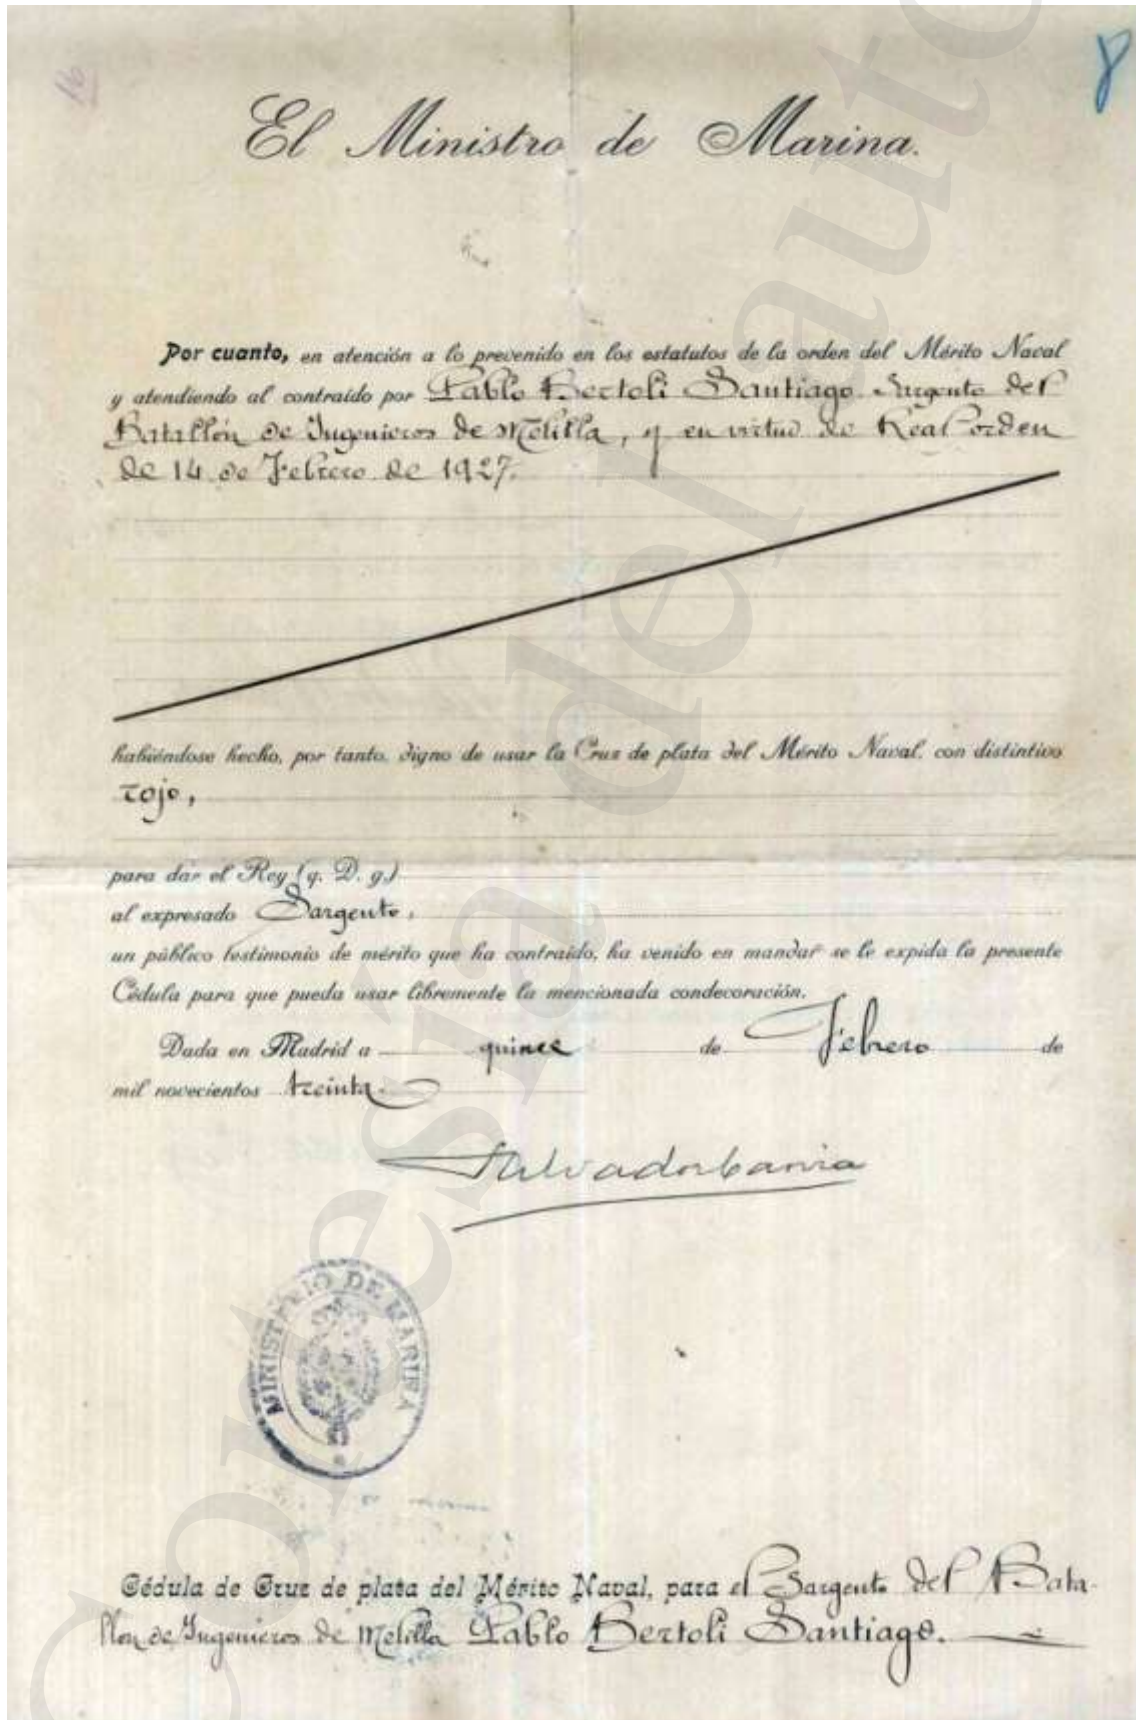 16
8
El Ministro de Marina.
Por cuanto, en atención a lo prevenido en los estatutos de la orden del Mérito Naval
y atendiendo al contraido por Pablo Bertoli Santiago Sargento del
Batallón de Ingenieros de Melilla, y en virtud de Real orden
de 14 de Febrero de 1927.
habiéndose hecho, por tanto, digno de usar la Cruz de plata del Mérito Naval, con distintivo
rojo,
para dar el Rey (q. D. g.)
al expresado Sargento,
un público testimonio de mérito que ha contraido, ha venido en mandar se le expida la presente
Cédula para que pueda usar libremente la mencionada condecoración.
Dada en Madrid a quince de Febrero de
mil novecientos treinta.
Salvador Carvia
MINISTERIO DE MARINA
Cédula de Cruz de plata del Mérito Naval, para el Sargento del Bata-
llon de Ingenieros de Melilla Pablo Bertoli Santiago.
Cortesía del auto